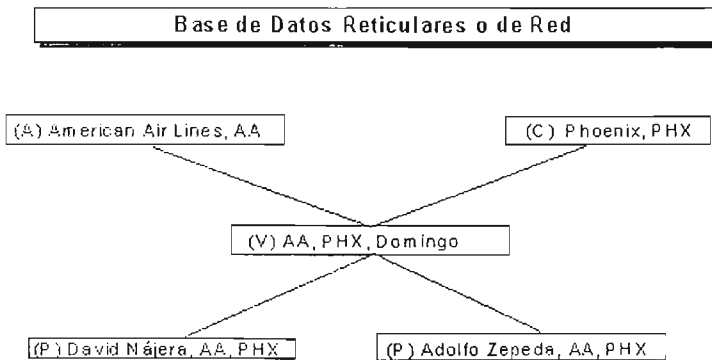 Base de Datos Reticulares o de Red
(A) American Air Lines, AA
(C) Phoenix, PHX
(V) AA, PHX, Domingo
(P) David Nájera, AA, PHX
(P) Adolfo Zepeda, AA, PHX